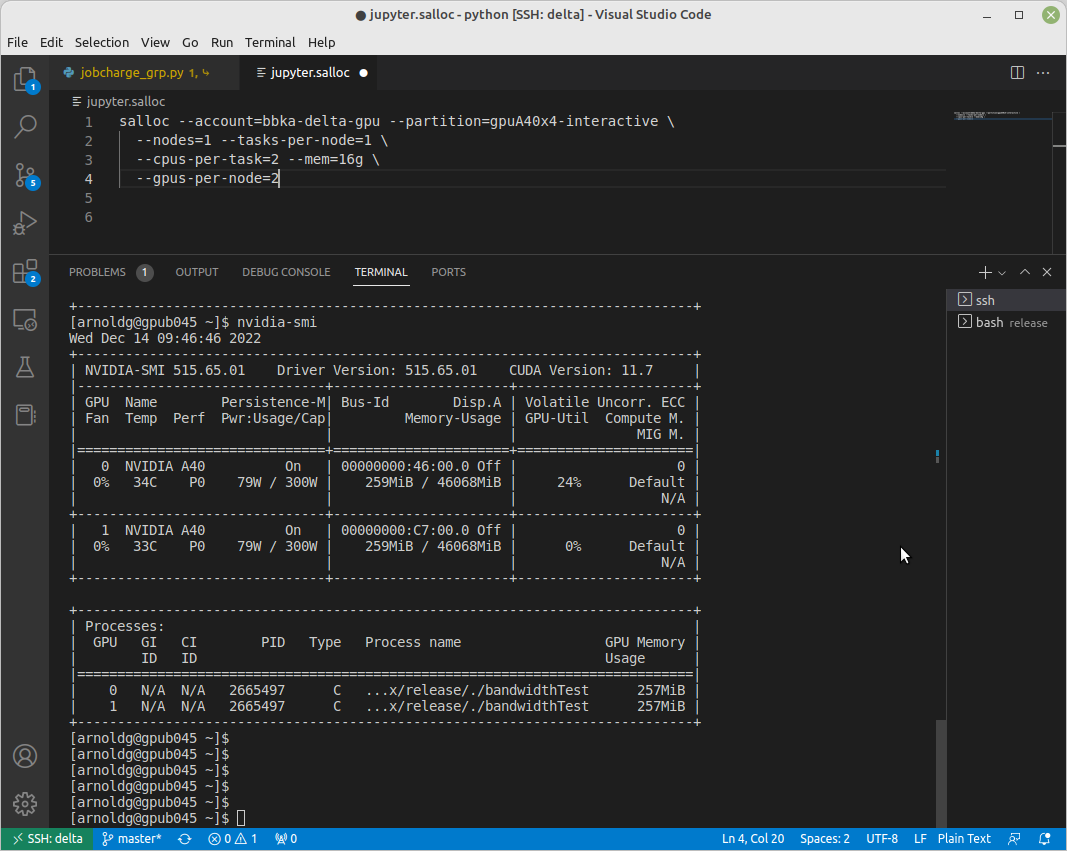 jupyter.salloc - python [SSH: delta] - Visual Studio Code
File Edit Selection View Go Run Terminal Help
jobcharge_grp.py 1,
jupyter.salloc
jupyter.salloc
1 salloc --account=bbka-delta-gpu --partition=gpuA40x4-interactive \
2   --nodes=1 --tasks-per-node=1 \
3   --cpus-per-task=2 --mem=16g \
4   --gpus-per-node=2
5
6
1
5
2
PROBLEMS 1 OUTPUT DEBUG CONSOLE TERMINAL PORTS
ssh
bash release
+-----------------------------------------------------------------------------+
[arnoldg@gpub045 ~]$ nvidia-smi
Wed Dec 14 09:46:46 2022
+-----------------------------------------------------------------------------+
| NVIDIA-SMI 515.65.01    Driver Version: 515.65.01    CUDA Version: 11.7     |
|-------------------------------+----------------------+----------------------+
| GPU  Name        Persistence-M| Bus-Id        Disp.A | Volatile Uncorr. ECC |
| Fan  Temp  Perf  Pwr:Usage/Cap|         Memory-Usage | GPU-Util  Compute M. |
|                               |                      |               MIG M. |
|===============================+======================+======================|
|   0  NVIDIA A40          On   | 00000000:46:00.0 Off |                    0 |
|  0%   34C    P0    79W / 300W |    259MiB / 46068MiB |     24%      Default |
|                               |                      |                  N/A |
+-------------------------------+----------------------+----------------------+
|   1  NVIDIA A40          On   | 00000000:C7:00.0 Off |                    0 |
|  0%   33C    P0    79W / 300W |    259MiB / 46068MiB |      0%      Default |
|                               |                      |                  N/A |
+-------------------------------+----------------------+----------------------+
+-----------------------------------------------------------------------------+
| Processes:                                                                  |
|  GPU   GI   CI        PID   Type   Process name                  GPU Memory |
|        ID   ID                                                   Usage      |
|=============================================================================|
|    0   N/A  N/A   2665497      C   ...x/release/./bandwidthTest      257MiB |
|    1   N/A  N/A   2665497      C   ...x/release/./bandwidthTest      257MiB |
+-----------------------------------------------------------------------------+
[arnoldg@gpub045 ~]$
[arnoldg@gpub045 ~]$
[arnoldg@gpub045 ~]$
[arnoldg@gpub045 ~]$
[arnoldg@gpub045 ~]$
[arnoldg@gpub045 ~]$
SSH: delta master* 0 1 0 Ln 4, Col 20 Spaces: 2 UTF-8 LF Plain Text